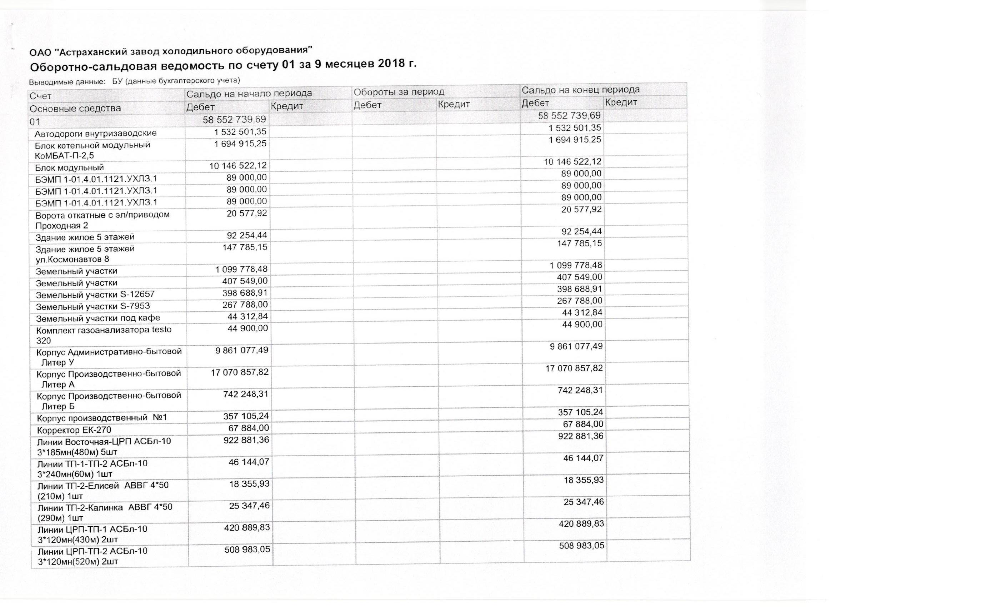 ОАО "Астраханский завод холодильного оборудования"
Оборотно-сальдовая ведомость по счету 01 за 9 месяцев 2018 г.
Выводимые данные: БУ (данные бухгалтерского учета)
Счет Сальдо на начало периода Обороты за период Сальдо на конец периода
Основные средства Дебет Кредит Дебет Кредит Дебет Кредит
01 58 552 739,69 58 552 739,69
Автодороги внутризаводские 1 532 501,35 1 532 501,35
Блок котельной модульный 1 694 915,25 1 694 915,25
КоМБАТ-П-2,5
Блок модульный 10 146 522,12 10 146 522,12
БЭМП 1-01.4.01.1121.УХЛ3.1 89 000,00 89 000,00
БЭМП 1-01.4.01.1121.УХЛ3.1 89 000,00 89 000,00
БЭМП 1-01.4.01.1121.УХЛ3.1 89 000,00 89 000,00
Ворота откатные с эл/приводом 20 577,92 20 577,92
Проходная 2
Здание жилое 5 этажей 92 254,44 92 254,44
Здание жилое 5 этажей 147 785,15 147 785,15
ул.Космонавтов 8
Земельный участки 1 099 778,48 1 099 778,48
Земельный участки 407 549,00 407 549,00
Земельный участки S-12657 398 688,91 398 688,91
Земельный участки S-7953 267 788,00 267 788,00
Земельный участки под кафе 44 312,84 44 312,84
Комплект газоанализатора testo 44 900,00 44 900,00
320
Корпус Административно-бытовой 9 861 077,49 9 861 077,49
Литер У
Корпус Производственно-бытовой 17 070 857,82 17 070 857,82
Литер А
Корпус Производственно-бытовой 742 248,31 742 248,31
Литер Б
Корпус производственный №1 357 105,24 357 105,24
Корректор ЕК-270 67 884,00 67 884,00
Линии Восточная-ЦРП АСБл-10 922 881,36 922 881,36
3*185мн(480м) 5шт
Линии ТП-1-ТП-2 АСБл-10 46 144,07 46 144,07
3*240мн(60м) 1шт
Линии ТП-2-Елисей АВВГ 4*50 18 355,93 18 355,93
(210м) 1шт
Линии ТП-2-Калинка АВВГ 4*50 25 347,46 25 347,46
(290м) 1шт
Линии ЦРП-ТП-1 АСБл-10 420 889,83 420 889,83
3*120мн(430м) 2шт
Линии ЦРП-ТП-2 АСБл-10 508 983,05 508 983,05
3*120мн(520м) 2шт